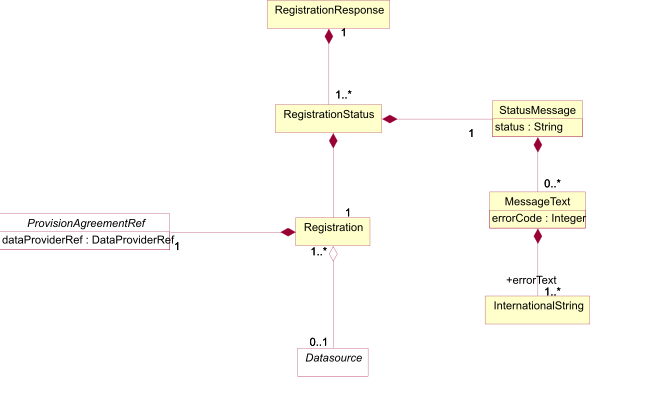 RegistrationResponse
1
1..*
RegistrationStatus
StatusMessage
status : String
1
0..*
MessageText
errorCode : Integer
1
ProvisionAgreementRef
dataProviderRef : DataProviderRef
1
Registration
1..*
+errorText
1..*
InternationalString
0..1
Datasource